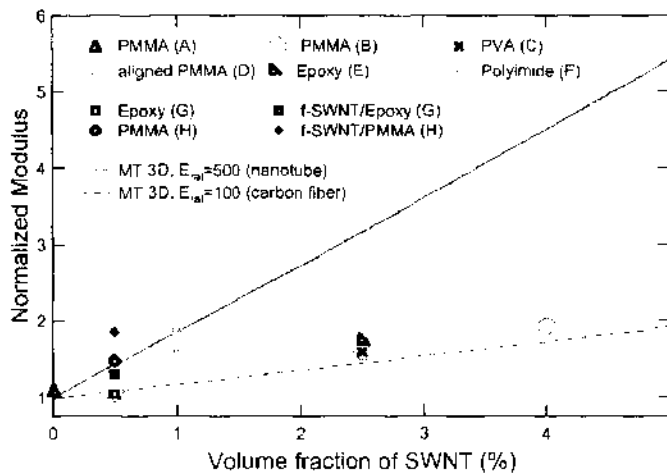 6
5
4
3
2
1
Normalized Modulus
PMMA (A) PMMA (B) PVA (C)
aligned PMMA (D) Epoxy (E) Polyimide (F)
Epoxy (G) f-SWNT/Epoxy (G)
PMMA (H) f-SWNT/PMMA (H)
MT 3D, E_rel=500 (nanotube)
MT 3D, E_rel=100 (carbon fiber)
0 1 2 3 4
Volume fraction of SWNT (%)